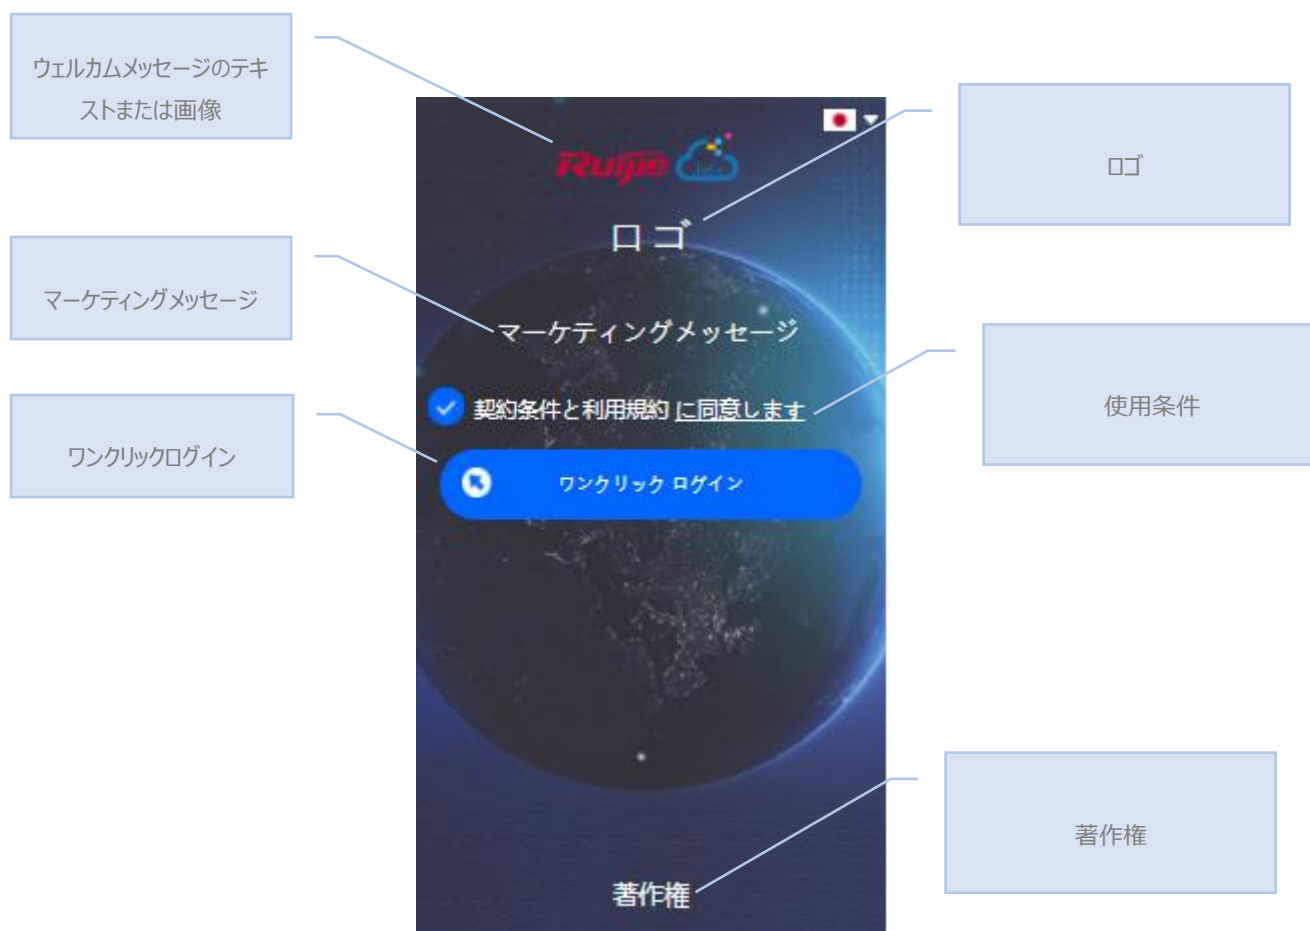 ウェルカムメッセージのテキ
ストまたは画像
ロゴ
マーケティングメッセージ
使用条件
ワンクリックログイン
著作権
Ruijie
ロゴ
マーケティングメッセージ
契約条件と利用規約 に同意します
ワンクリック ログイン
著作権